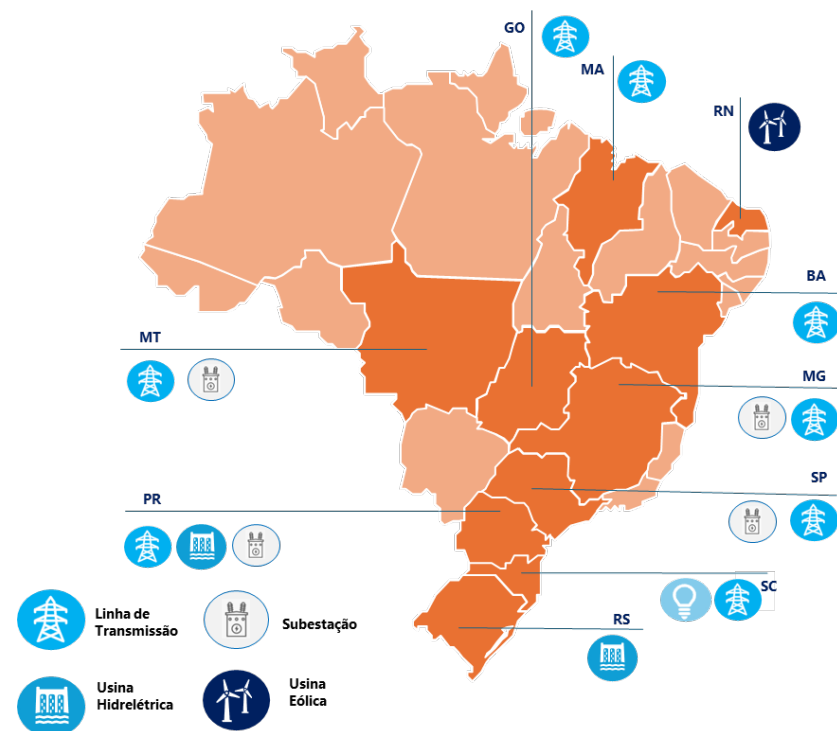 GO
MA
RN
BA
MT
MG
SP
PR
SC
RS
Linha de
Transmissão
Subestação
Usina
Hidrelétrica
Usina
Eólica